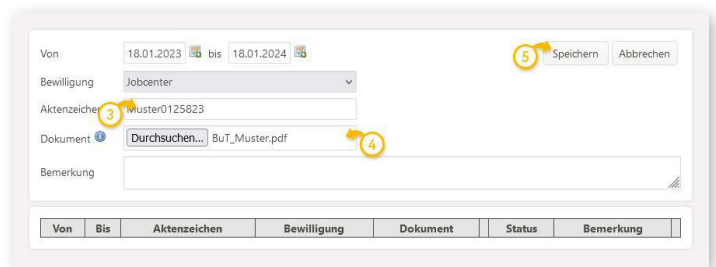 Von 18.01.2023 bis 18.01.2024 5 Speichern Abbrechen
Bewilligung Jobcenter
Aktenzeichen 3 Muster0125823
Dokument i Durchsuchen... BuT_Muster.pdf 4
Bemerkung
Von Bis Aktenzeichen Bewilligung Dokument Status Bemerkung